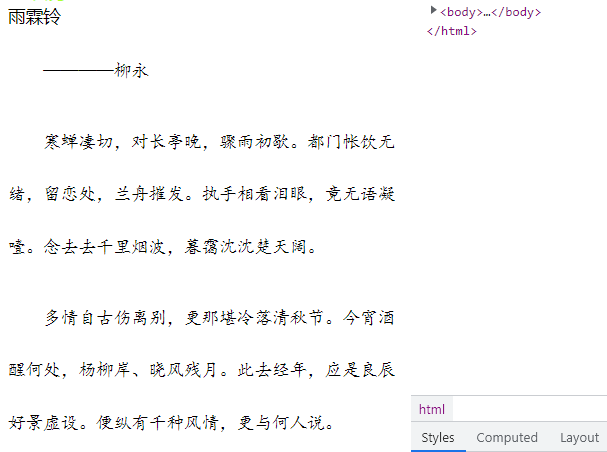 雨霖铃
————柳永
寒蝉凄切，对长亭晚，骤雨初歇。都门帐饮无
绪，留恋处，兰舟摧发。执手相看泪眼，竟无语凝
噎。念去去千里烟波，暮霭沈沈楚天阔。
多情自古伤离别，更那堪冷落清秋节。今宵酒
醒何处，杨柳岸、晓风残月。此去经年，应是良辰
好景虚设。便纵有千种风情，更与何人说。
<body>…</body>
</html>
html
Styles Computed Layout